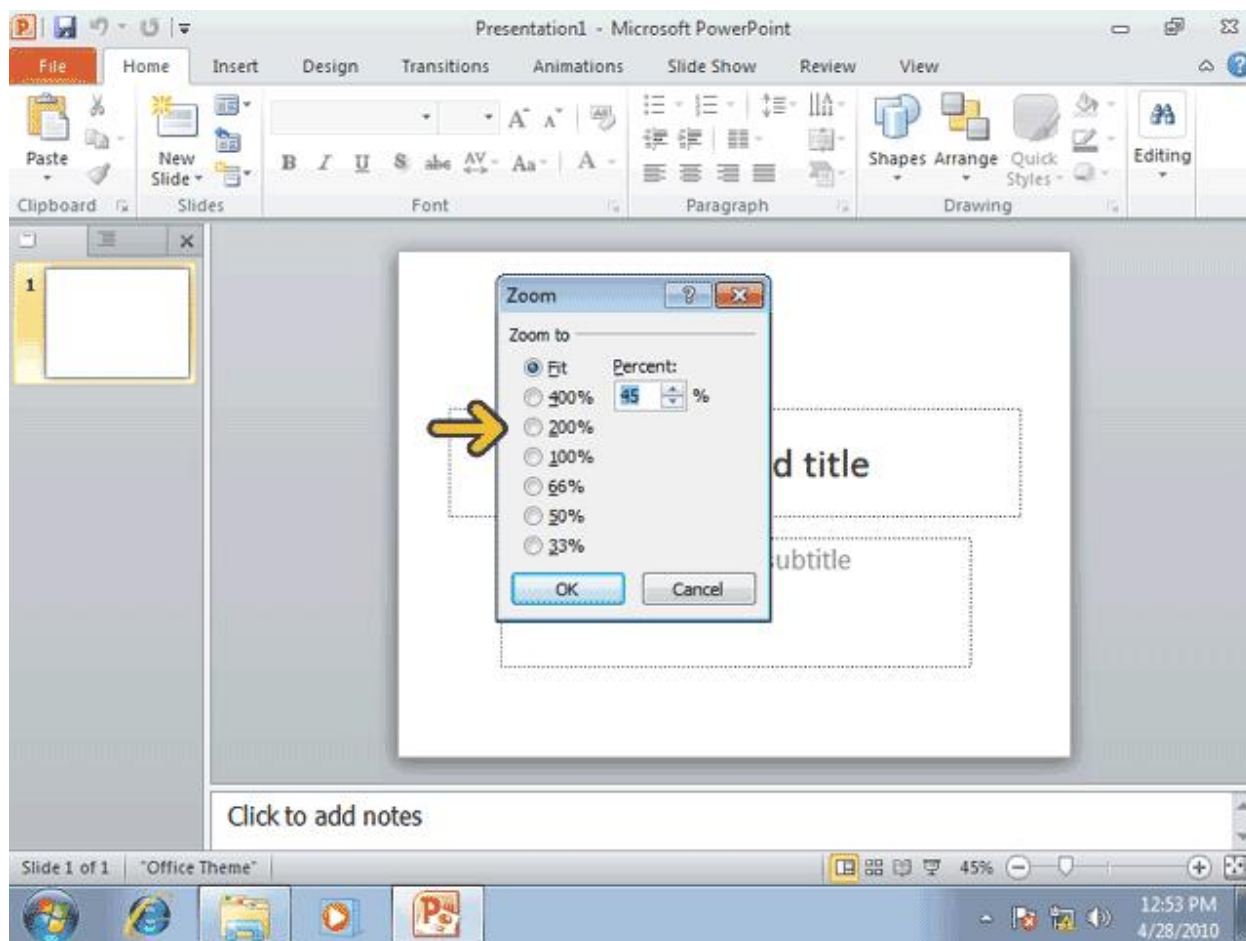 Presentation1 - Microsoft PowerPoint
File Home Insert Design Transitions Animations Slide Show Review View
Paste New Slide B I U S abe AV Aa A Shapes Arrange Quick Styles Editing
Clipboard Slides Font Paragraph Drawing
1
Zoom
Zoom to
Fit Percent:
400% 45 %
200%
100%
66%
50%
33%
OK Cancel
d title
ubtitle
Click to add notes
Slide 1 of 1 "Office Theme" 45%
12:53 PM
4/28/2010